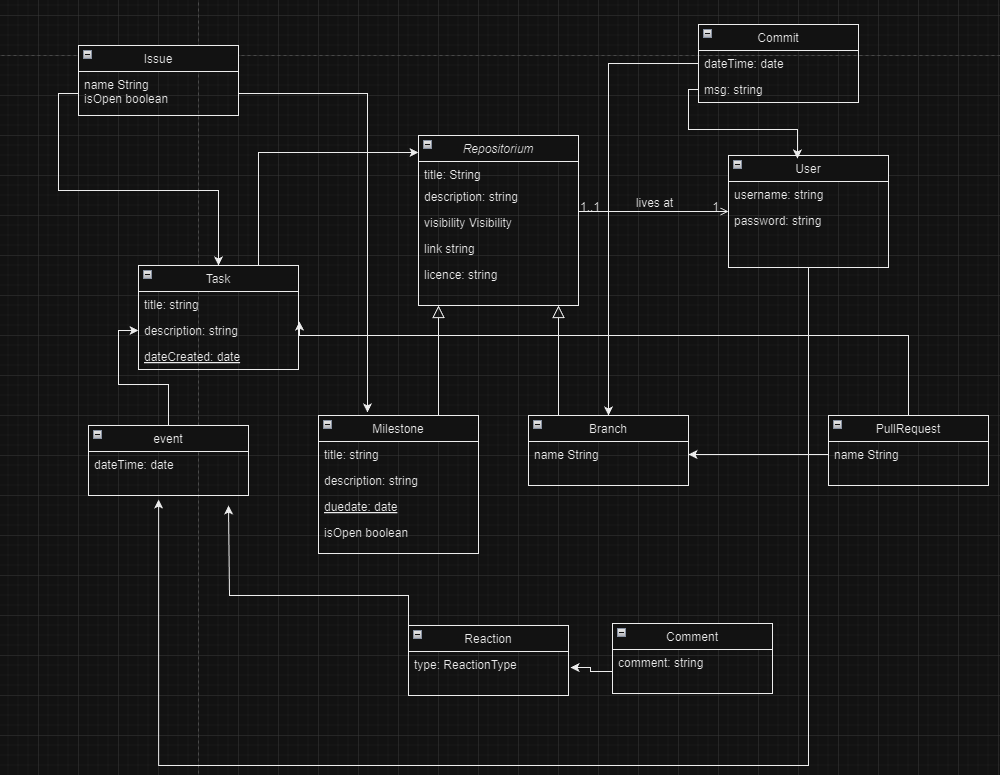 Issue
name String
isOpen boolean
Commit
dateTime: date
msg: string
Repositorium
title: String
description: string
visibility Visibility
link string
licence: string
1..1
lives at
1
User
username: string
password: string
Task
title: string
description: string
dateCreated: date
event
dateTime: date
Milestone
title: string
description: string
duedate: date
isOpen boolean
Branch
name String
PullRequest
name String
Reaction
type: ReactionType
Comment
comment: string